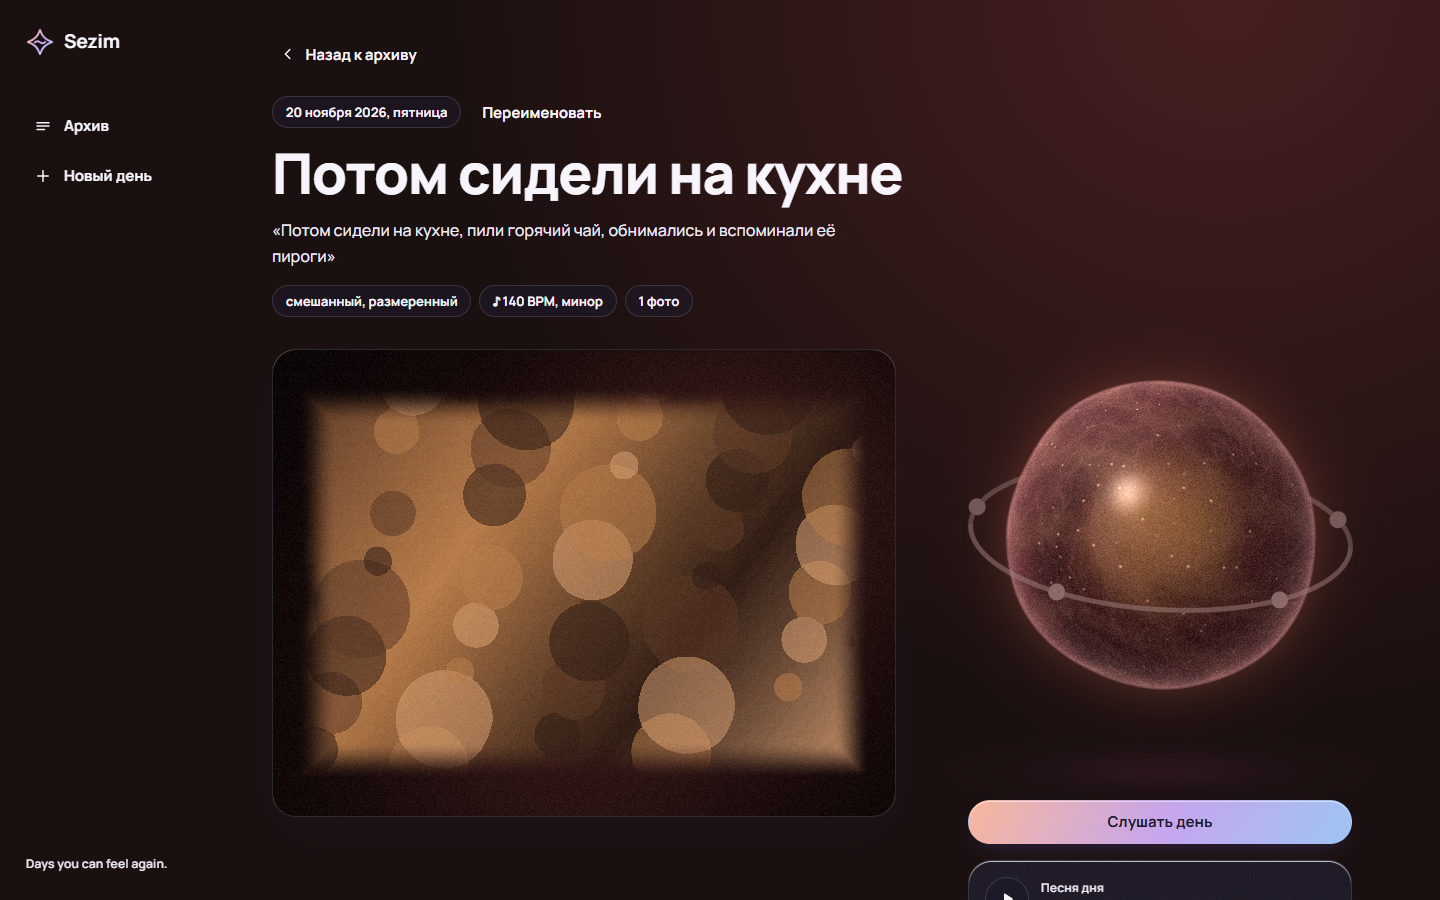 Sezim
Архив
Новый день
Назад к архиву
20 ноября 2026, пятница
Переименовать
Потом сидели на кухне
«Потом сидели на кухне, пили горячий чай, обнимались и вспоминали её
пироги»
смешанный, размеренный
♪ 140 BPM, минор
1 фото
Слушать день
Песня дня
Days you can feel again.